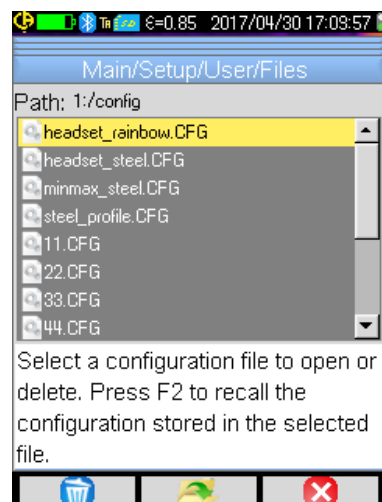 ε=0.85 2017/04/30 17:09:57
Main/Setup/User/Files
Path: 1:/config
headset_rainbow.CFG
headset_steel.CFG
minmax_steel.CFG
steel_profile.CFG
11.CFG
22.CFG
33.CFG
44.CFG
Select a configuration file to open or
delete. Press F2 to recall the
configuration stored in the selected
file.